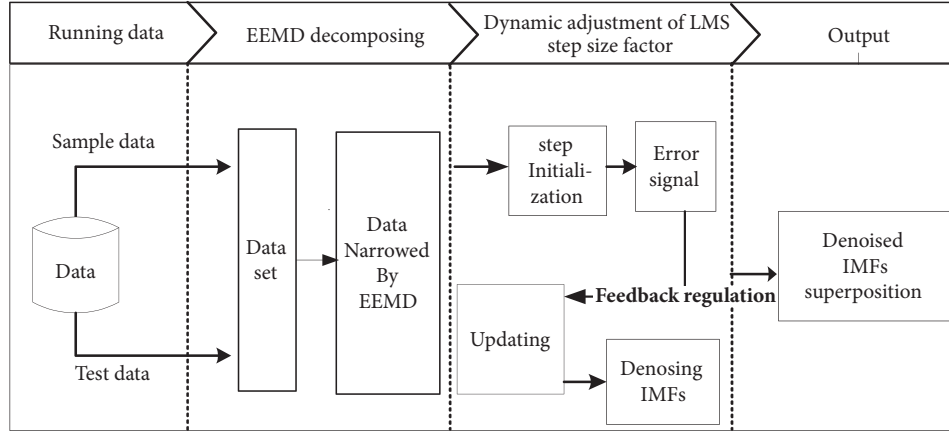 Running data
EEMD decomposing
Dynamic adjustment of LMS
step size factor
Output
Sample data
Data
Test data
Data
set
Data
Narrowed
By
EEMD
step
Initiali-
zation
Error
signal
Feedback regulation
Updating
Denosing
IMFs
Denoised
IMFs
superposition